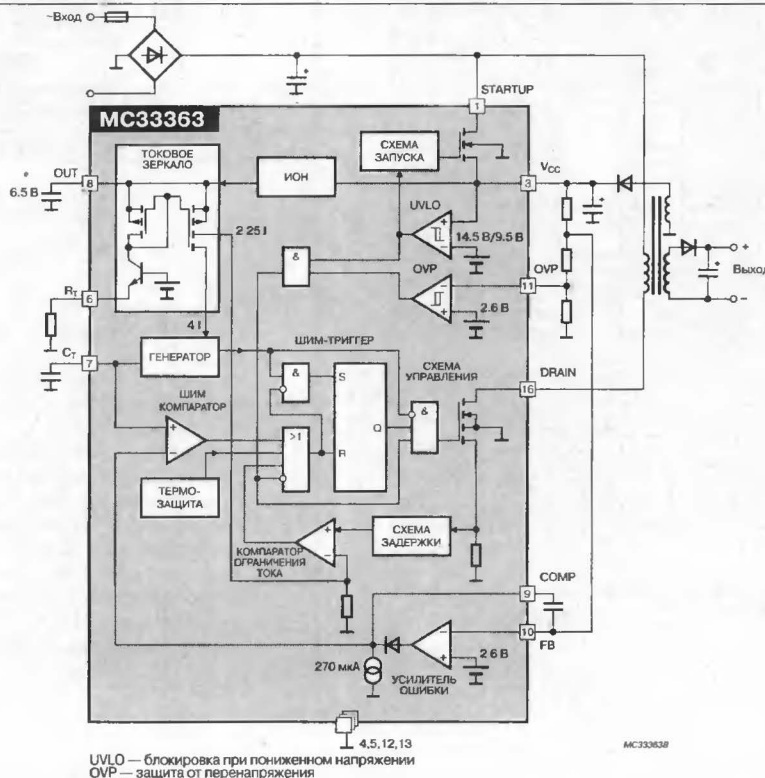 ~Вход
STARTUP
1
MC33363
ТОКОВОЕ
ЗЕРКАЛО
ИОН
СХЕМА
ЗАПУСКА
OUT
8
6.5 В
VCC
3
UVLO
14.5 В/9.5 В
2 25 I
&
OVP
OVP
11
2.6 В
RT
6
4 I
CT
7
ГЕНЕРАТОР
ШИМ-ТРИГГЕР
СХЕМА
УПРАВЛЕНИЯ
DRAIN
16
+
Выход
−
ШИМ
КОМПАРАТОР
&
S
Q
R
&
>1
+
−
ТЕРМО-
ЗАЩИТА
КОМПАРАТОР
ОГРАНИЧЕНИЯ
ТОКА
+
−
СХЕМА
ЗАДЕРЖКИ
COMP
9
10
FB
270 мкА
−
+
2 6 В
УСИЛИТЕЛЬ
ОШИБКИ
4,5,12,13
MC33363B
UVLO — блокировка при пониженном напряжении
OVP — защита от перенапряжения